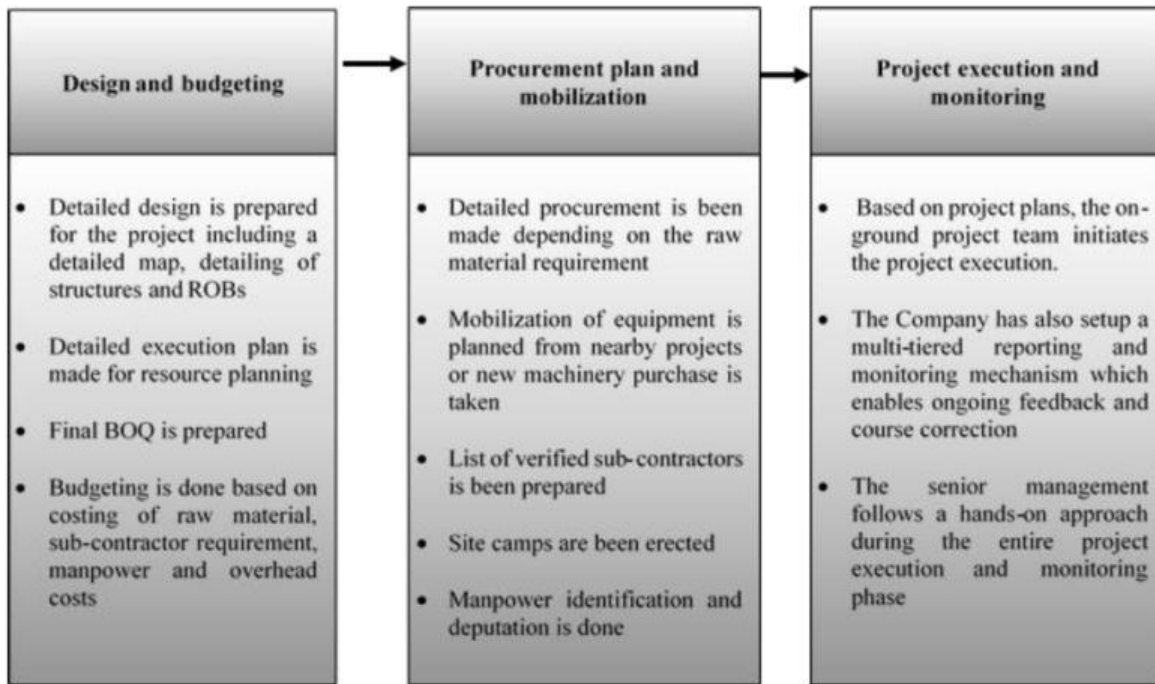 Design and budgeting
• Detailed design is prepared
for the project including a
detailed map, detailing of
structures and ROBs
• Detailed execution plan is
made for resource planning
• Final BOQ is prepared
• Budgeting is done based on
costing of raw material,
sub-contractor requirement,
manpower and overhead
costs
Procurement plan and
mobilization
• Detailed procurement is been
made depending on the raw
material requirement
• Mobilization of equipment is
planned from nearby projects
or new machinery purchase is
taken
• List of verified sub-contractors
is been prepared
• Site camps are been erected
• Manpower identification and
deputation is done
Project execution and
monitoring
• Based on project plans, the on-
ground project team initiates
the project execution.
• The Company has also setup a
multi-tiered reporting and
monitoring mechanism which
enables ongoing feedback and
course correction
• The senior management
follows a hands-on approach
during the entire project
execution and monitoring
phase